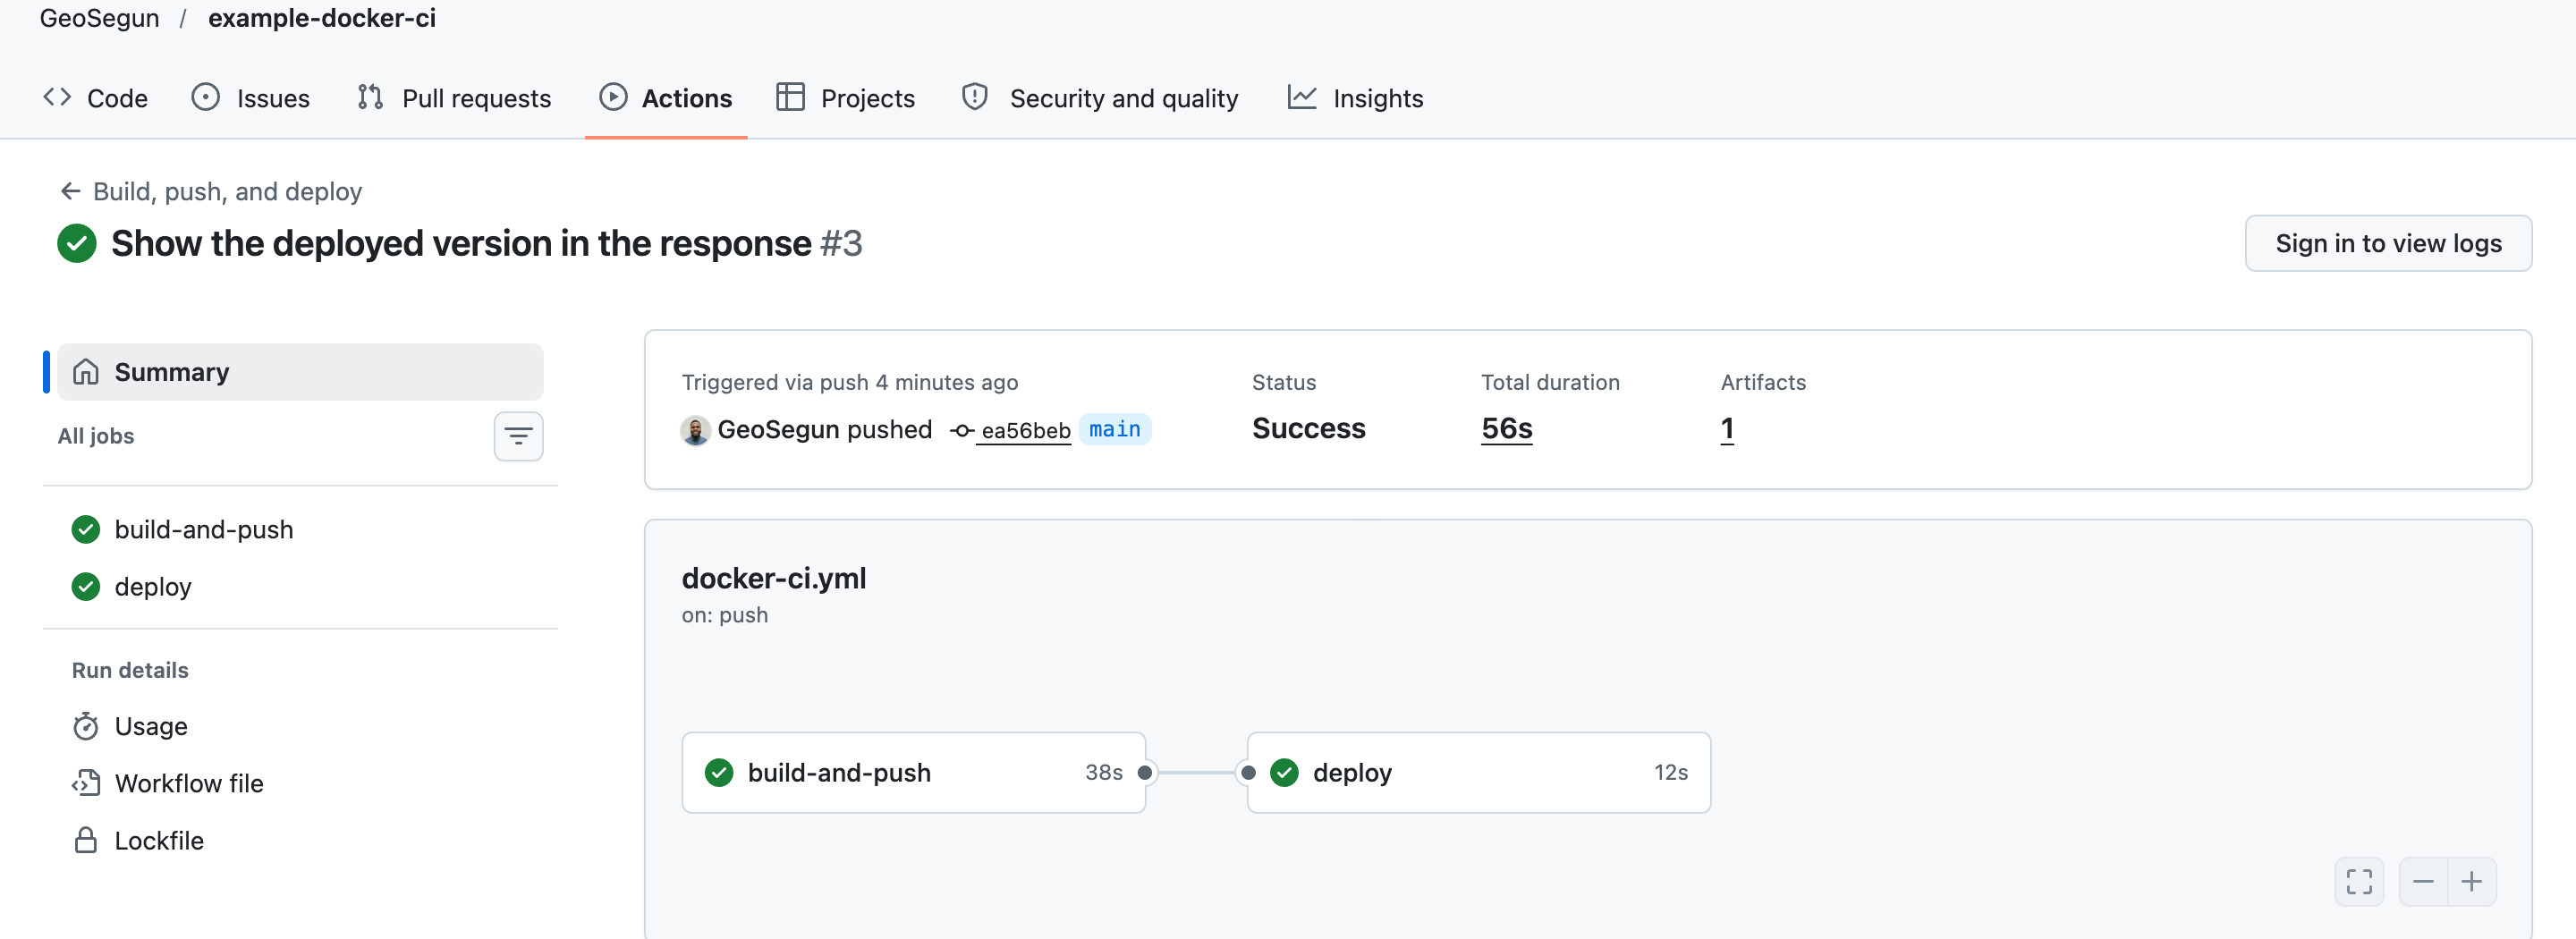 GeoSegun / example-docker-ci
Code Issues Pull requests Actions Projects Security and quality Insights
Build, push, and deploy
Show the deployed version in the response #3
Sign in to view logs
Summary
All jobs
build-and-push
deploy
Run details
Usage
Workflow file
Lockfile
Triggered via push 4 minutes ago
GeoSegun pushed ea56beb main
Status
Success
Total duration
56s
Artifacts
1
docker-ci.yml
on: push
build-and-push 38s
deploy 12s